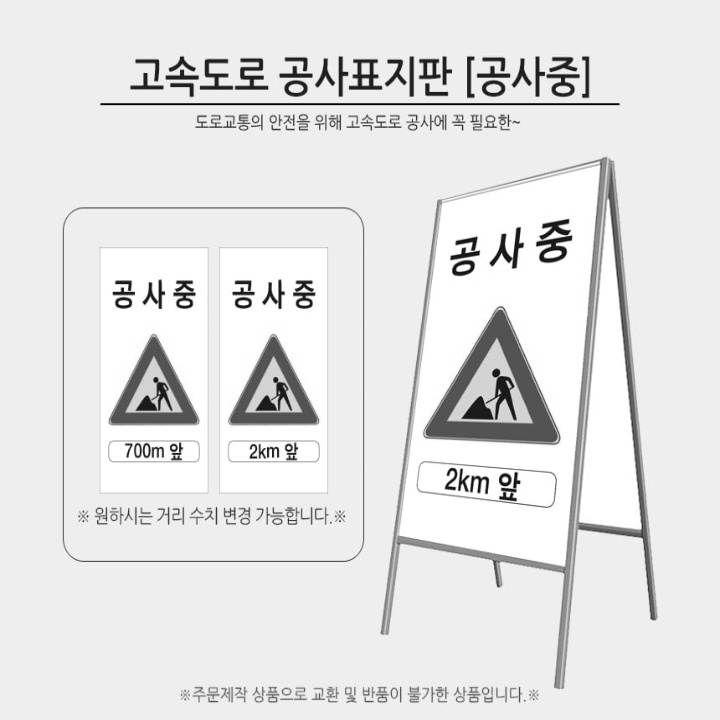 고속도로 공사표지판 [공사중]
도로교통의 안전을 위해 고속도로 공사에 꼭 필요한~
공사중
700m 앞
공사중
2km 앞
※ 원하시는 거리 수치 변경 가능합니다.※
공사중
2km 앞
※주문제작 상품으로 교환 및 반품이 불가한 상품입니다.※